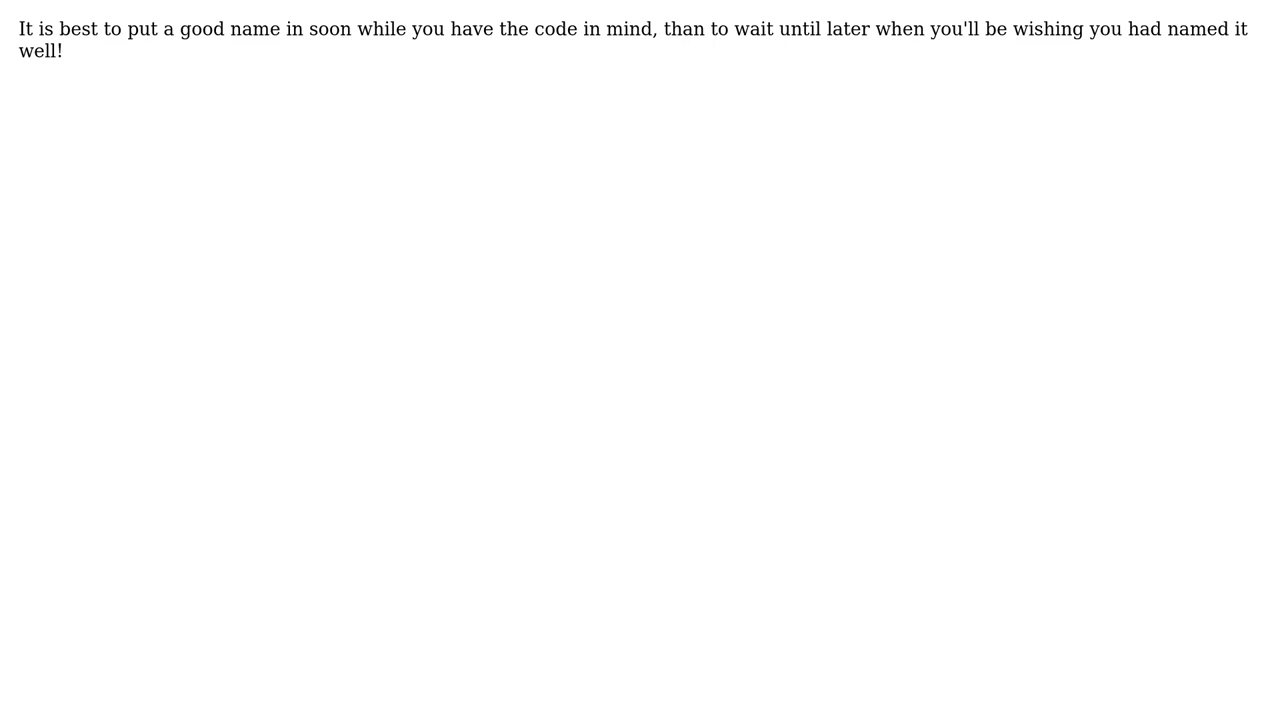 It is best to put a good name in soon while you have the code in mind, than to wait until later when you'll be wishing you had named it
well!